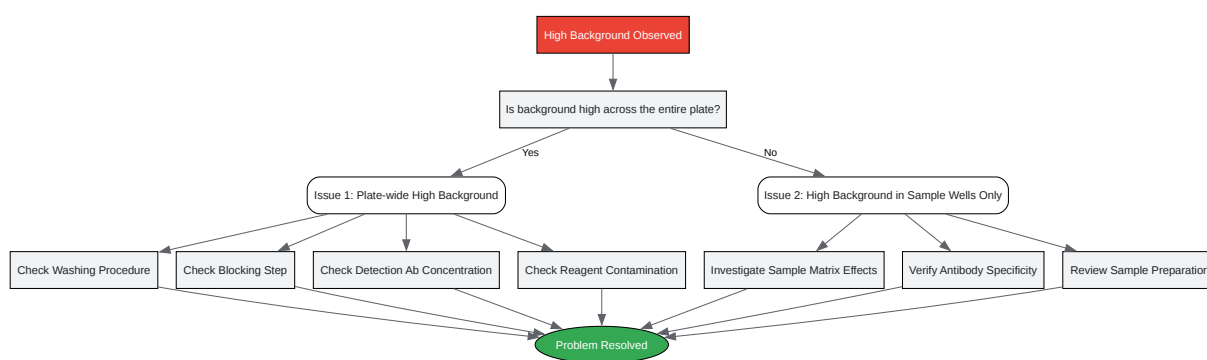 High Background Observed
Is background high across the entire plate?
Yes
No
Issue 1: Plate-wide High Background
Issue 2: High Background in Sample Wells Only
Check Washing Procedure
Check Blocking Step
Check Detection Ab Concentration
Check Reagent Contamination
Investigate Sample Matrix Effects
Verify Antibody Specificity
Review Sample Preparation
Problem Resolved